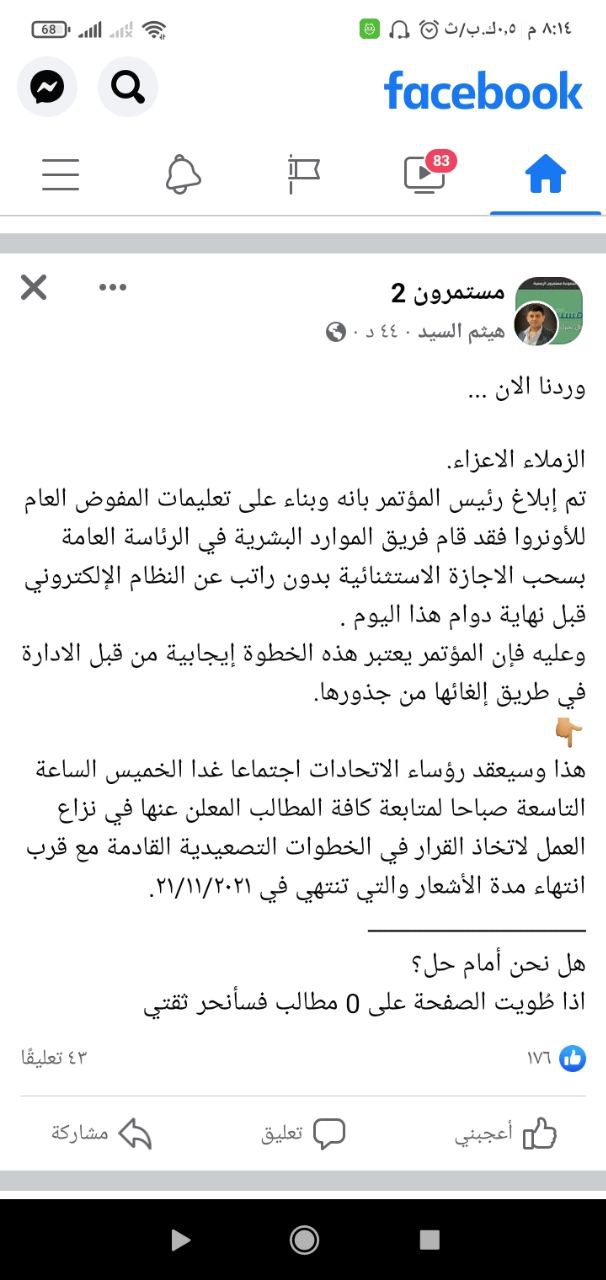 ٨:١٤ م ٠,٥ك.ب/ث
68
facebook
83
مستمرون 2
هيثم السيد · ٤٤ د ·
وردنا الان ...
الزملاء الاعزاء.
تم إبلاغ رئيس المؤتمر بانه وبناء على تعليمات المفوض العام
للأونروا فقد قام فريق الموارد البشرية في الرئاسة العامة
بسحب الاجازة الاستثنائية بدون راتب عن النظام الإلكتروني
قبل نهاية دوام هذا اليوم .
وعليه فإن المؤتمر يعتبر هذه الخطوة إيجابية من قبل الادارة
في طريق إلغائها من جذورها.
هذا وسيعقد رؤساء الاتحادات اجتماعا غدا الخميس الساعة
التاسعة صباحا لمتابعة كافة المطالب المعلن عنها في نزاع
العمل لاتخاذ القرار في الخطوات التصعيدية القادمة مع قرب
انتهاء مدة الأشعار والتي تنتهي في ٢١/١١/٢٠٢١.
هل نحن أمام حل؟
اذا طُويت الصفحة على 0 مطالب فسأنحر ثقتي
١٧٦
٤٣ تعليقًا
أعجبني
تعليق
مشاركة